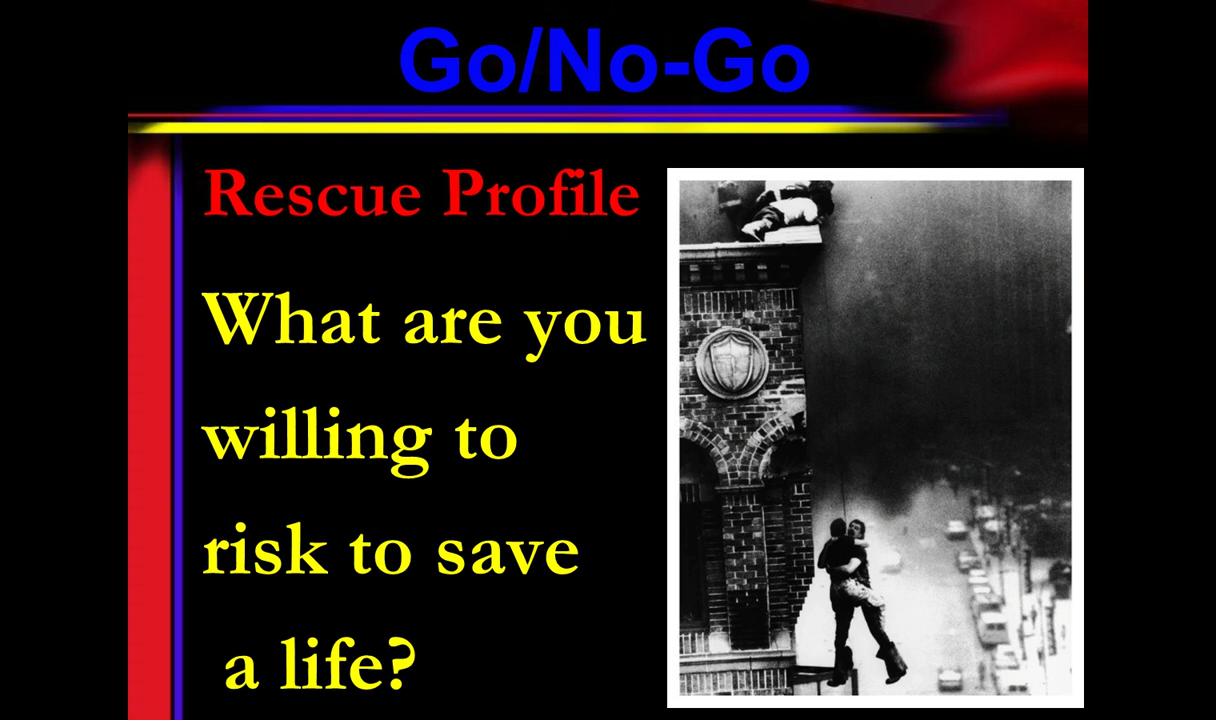 Go/No-Go
Rescue Profile
What are you
willing to
risk to save
a life?